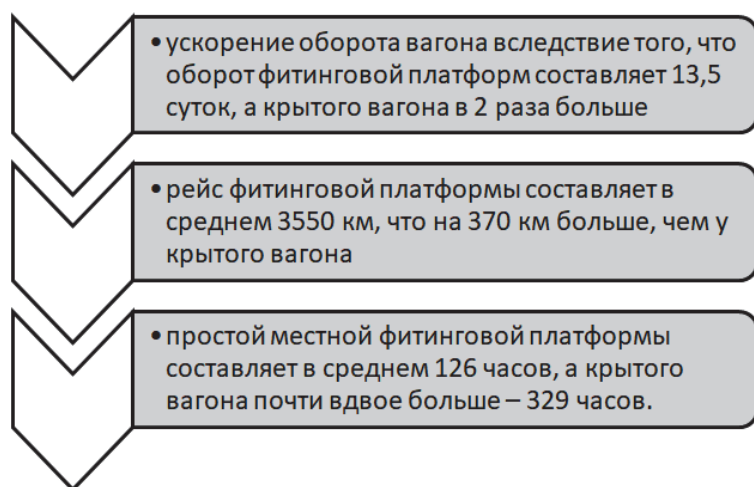 •ускорение оборота вагона вследствие того, что
оборот фитинговой платформ составляет 13,5
суток, а крытого вагона в 2 раза больше
•рейс фитинговой платформы составляет в
среднем 3550 км, что на 370 км больше, чем у
крытого вагона
•простой местной фитинговой платформы
составляет в среднем 126 часов, а крытого
вагона почти вдвое больше – 329 часов.